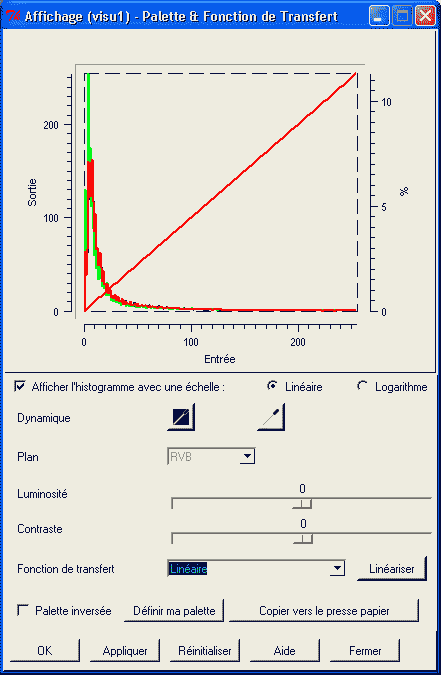 Affichage (visu1) - Palette & Fonction de Transfert
Sortie
200
100
0
10
5
0
%
0
100
200
Entrée
Afficher l'histogramme avec une échelle :
Linéaire
Logarithme
Dynamique
Plan
RVB
Luminosité
0
Contraste
0
Fonction de transfert
Linéaire
Linéariser
Palette inversée
Définir ma palette
Copier vers le presse papier
OK
Appliquer
Réinitialiser
Aide
Fermer